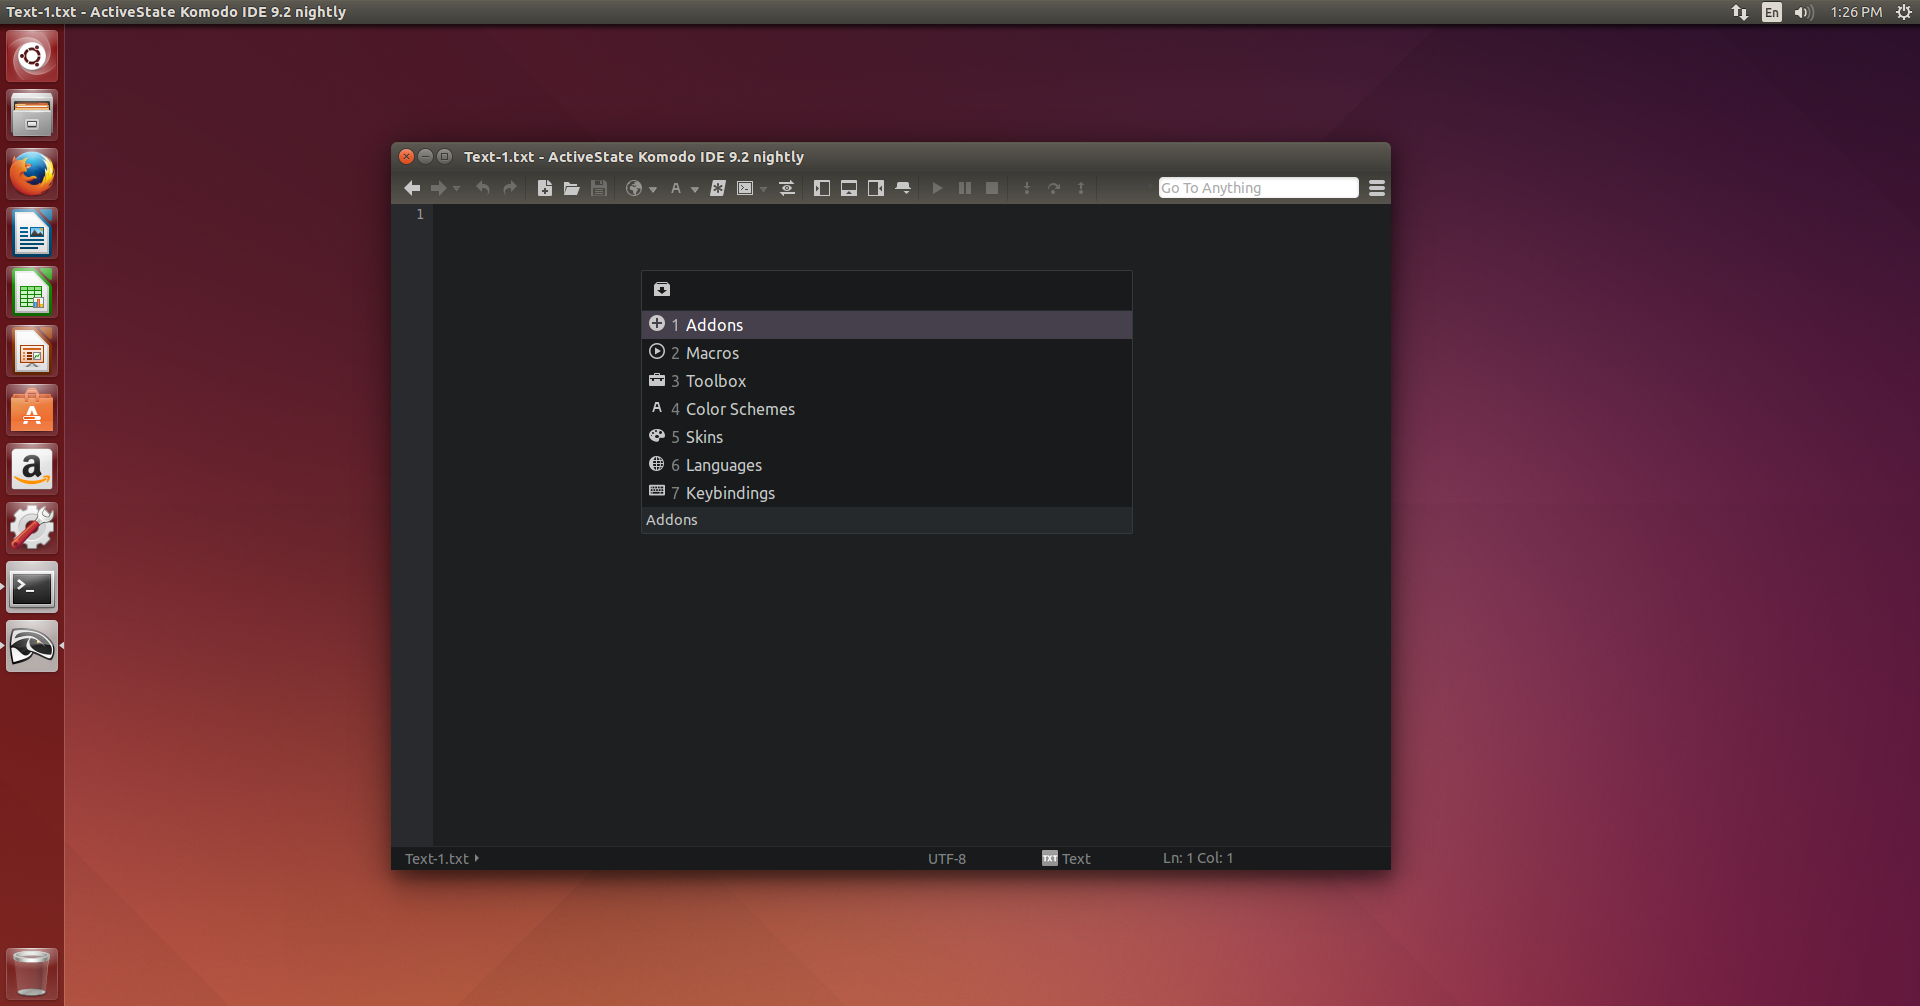 Text-1.txt - ActiveState Komodo IDE 9.2 nightly
En
1:26 PM
Text-1.txt - ActiveState Komodo IDE 9.2 nightly
A
Go To Anything
1
1 Addons
2 Macros
3 Toolbox
A 4 Color Schemes
5 Skins
6 Languages
7 Keybindings
Addons
Text-1.txt
UTF-8
TXT Text
Ln: 1 Col: 1